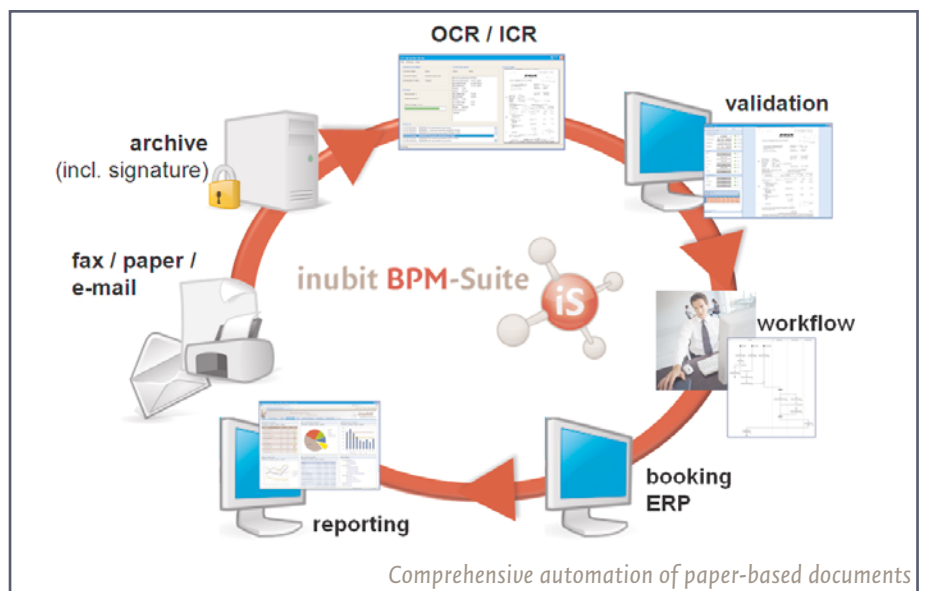 OCR / ICR
validation
archive
(incl. signature)
fax / paper /
e-mail
inubit BPM-Suite
iS
workflow
booking
ERP
reporting
Comprehensive automation of paper-based documents